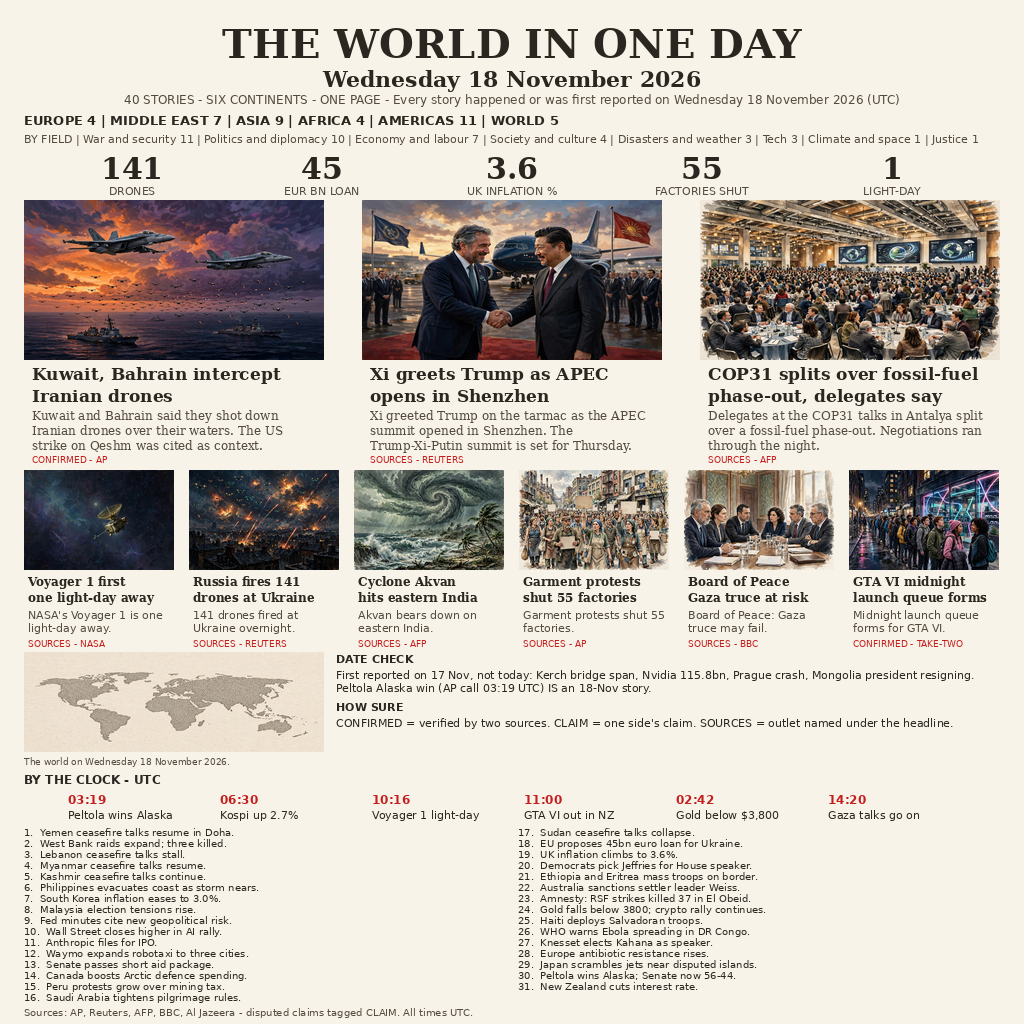 THE WORLD IN ONE DAY
Wednesday 18 November 2026
40 STORIES - SIX CONTINENTS - ONE PAGE - Every story happened or was first reported on Wednesday 18 November 2026 (UTC)
EUROPE 4 | MIDDLE EAST 7 | ASIA 9 | AFRICA 4 | AMERICAS 11 | WORLD 5
BY FIELD | War and security 11 | Politics and diplomacy 10 | Economy and labour 7 | Society and culture 4 | Disasters and weather 3 | Tech 3 | Climate and space 1 | Justice 1
141
DRONES
45
EUR BN LOAN
3.6
UK INFLATION %
55
FACTORIES SHUT
1
LIGHT-DAY
Kuwait, Bahrain intercept
Iranian drones
Kuwait and Bahrain said they shot down
Iranian drones over their waters. The US
strike on Qeshm was cited as context.
CONFIRMED - AP
Xi greets Trump as APEC
opens in Shenzhen
Xi greeted Trump on the tarmac as the APEC
summit opened in Shenzhen. The
Trump-Xi-Putin summit is set for Thursday.
SOURCES - REUTERS
COP31 splits over fossil-fuel
phase-out, delegates say
Delegates at the COP31 talks in Antalya split
over a fossil-fuel phase-out. Negotiations ran
through the night.
SOURCES - AFP
Voyager 1 first
one light-day away
NASA's Voyager 1 is one
light-day away.
SOURCES - NASA
Russia fires 141
drones at Ukraine
141 drones fired at
Ukraine overnight.
SOURCES - REUTERS
Cyclone Akvan
hits eastern India
Akvan bears down on
eastern India.
SOURCES - AFP
Garment protests
shut 55 factories
Garment protests shut 55
factories.
SOURCES - AP
Board of Peace
Gaza truce at risk
Board of Peace: Gaza
truce may fail.
SOURCES - BBC
GTA VI midnight
launch queue forms
Midnight launch queue
forms for GTA VI.
CONFIRMED - TAKE-TWO
The world on Wednesday 18 November 2026.
DATE CHECK
First reported on 17 Nov, not today: Kerch bridge span, Nvidia 115.8bn, Prague crash, Mongolia president resigning.
Peltola Alaska win (AP call 03:19 UTC) IS an 18-Nov story.
HOW SURE
CONFIRMED = verified by two sources. CLAIM = one side's claim. SOURCES = outlet named under the headline.
BY THE CLOCK - UTC
03:19
Peltola wins Alaska
06:30
Kospi up 2.7%
10:16
Voyager 1 light-day
11:00
GTA VI out in NZ
02:42
Gold below $3,800
14:20
Gaza talks go on
1. Yemen ceasefire talks resume in Doha.
2. West Bank raids expand; three killed.
3. Lebanon ceasefire talks stall.
4. Myanmar ceasefire talks resume.
5. Kashmir ceasefire talks continue.
6. Philippines evacuates coast as storm nears.
7. South Korea inflation eases to 3.0%.
8. Malaysia election tensions rise.
9. Fed minutes cite new geopolitical risk.
10. Wall Street closes higher in AI rally.
11. Anthropic files for IPO.
12. Waymo expands robotaxi to three cities.
13. Senate passes short aid package.
14. Canada boosts Arctic defence spending.
15. Peru protests grow over mining tax.
16. Saudi Arabia tightens pilgrimage rules.
17. Sudan ceasefire talks collapse.
18. EU proposes 45bn euro loan for Ukraine.
19. UK inflation climbs to 3.6%.
20. Democrats pick Jeffries for House speaker.
21. Ethiopia and Eritrea mass troops on border.
22. Australia sanctions settler leader Weiss.
23. Amnesty: RSF strikes killed 37 in El Obeid.
24. Gold falls below 3800; crypto rally continues.
25. Haiti deploys Salvadoran troops.
26. WHO warns Ebola spreading in DR Congo.
27. Knesset elects Kahana as speaker.
28. Europe antibiotic resistance rises.
29. Japan scrambles jets near disputed islands.
30. Peltola wins Alaska; Senate now 56-44.
31. New Zealand cuts interest rate.
Sources: AP, Reuters, AFP, BBC, Al Jazeera - disputed claims tagged CLAIM. All times UTC.